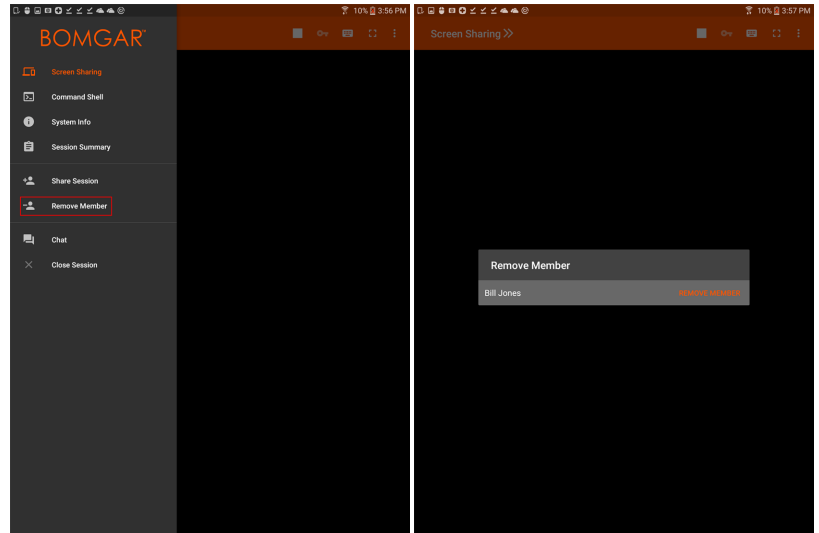 10% 3:56 PM
BOMGAR™
Screen Sharing
Command Shell
System Info
Session Summary
Share Session
Remove Member
Chat
Close Session
10% 3:57 PM
Screen Sharing
Remove Member
Bill Jones REMOVE MEMBER